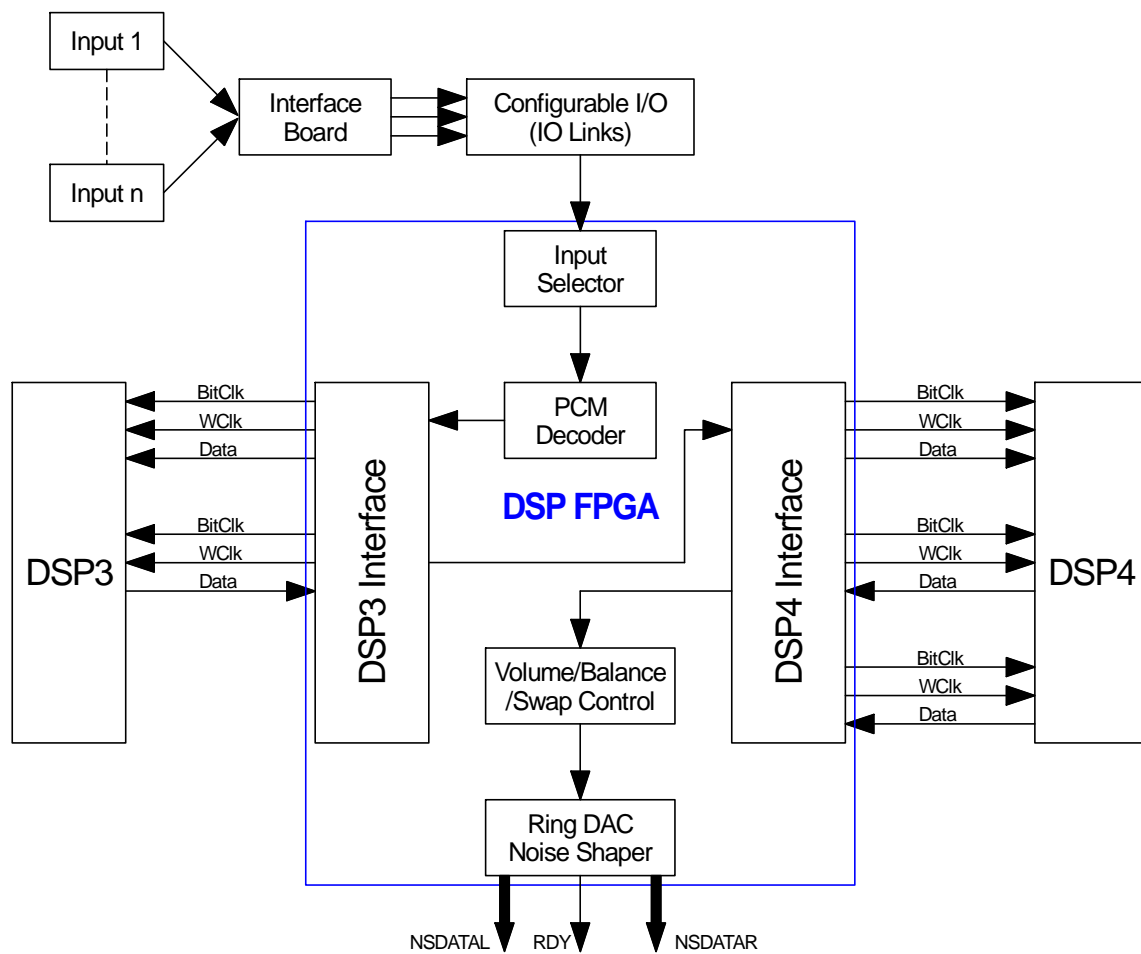 Input 1
Interface
Board
Configurable I/O
(IO Links)
Input n
Input
Selector
PCM
Decoder
DSP FPGA
DSP3
BitClk
WClk
Data
BitClk
WClk
Data
DSP3 Interface
DSP4 Interface
BitClk
WClk
Data
BitClk
WClk
Data
BitClk
WClk
Data
DSP4
Volume/Balance
/Swap Control
Ring DAC
Noise Shaper
NSDATAL
RDY
NSDATAR